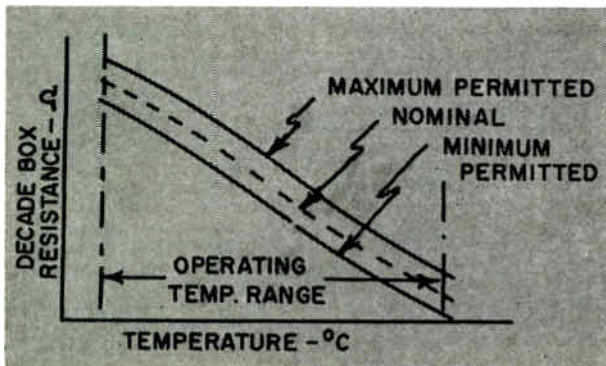 MAXIMUM PERMITTED
NOMINAL
MINIMUM
PERMITTED
DECADE BOX
RESISTANCE-Ω
OPERATING
TEMP. RANGE
TEMPERATURE-°C